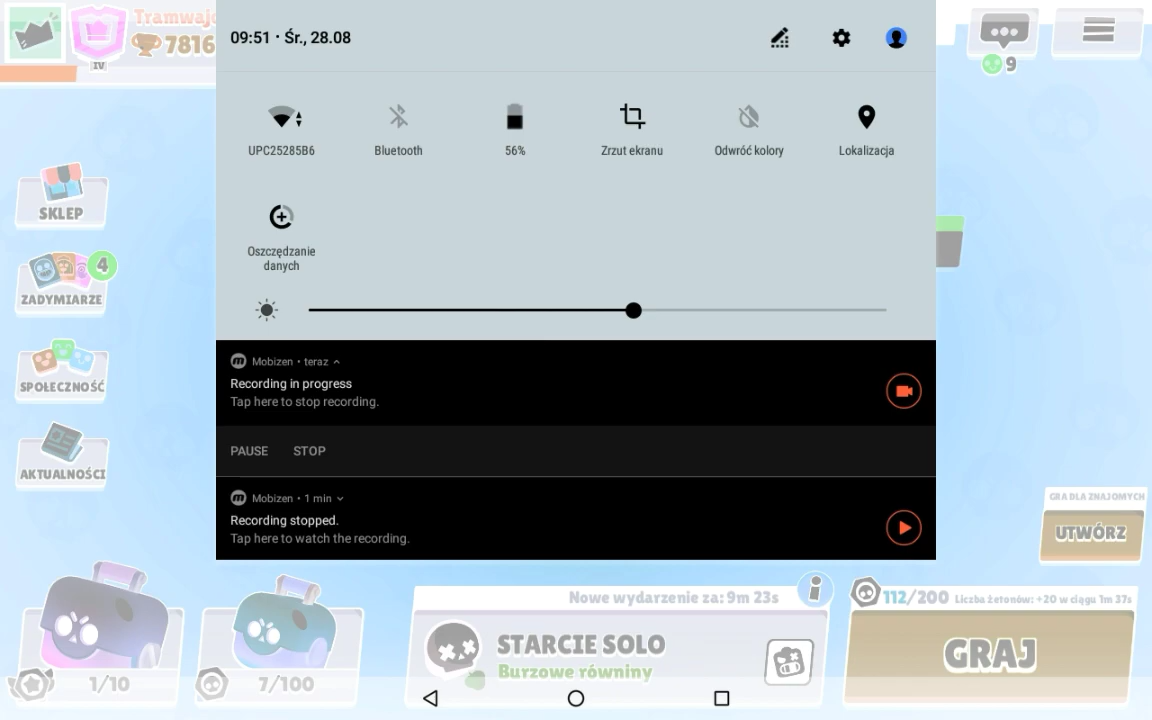 Tramwaj
7816
IV
9
09:51 • Śr., 28.08
UPC25285B6
Bluetooth
56%
Zrzut ekranu
Odwróć kolory
Lokalizacja
Oszczędzanie
danych
SKLEP
4
ZADYMIARZE
SPOŁECZNOŚĆ
AKTUALNOŚCI
Mobizen • teraz
Recording in progress
Tap here to stop recording.
PAUSE STOP
Mobizen • 1 min
Recording stopped.
Tap here to watch the recording.
GRA DLA ZNAJOMYCH
UTWÓRZ
1/10
7/100
Nowe wydarzenie za: 9m 23s
i
STARCIE SOLO
Burzowe równiny
112/200 Liczba żetonów: +20 w ciągu 1m 37s
GRAJ